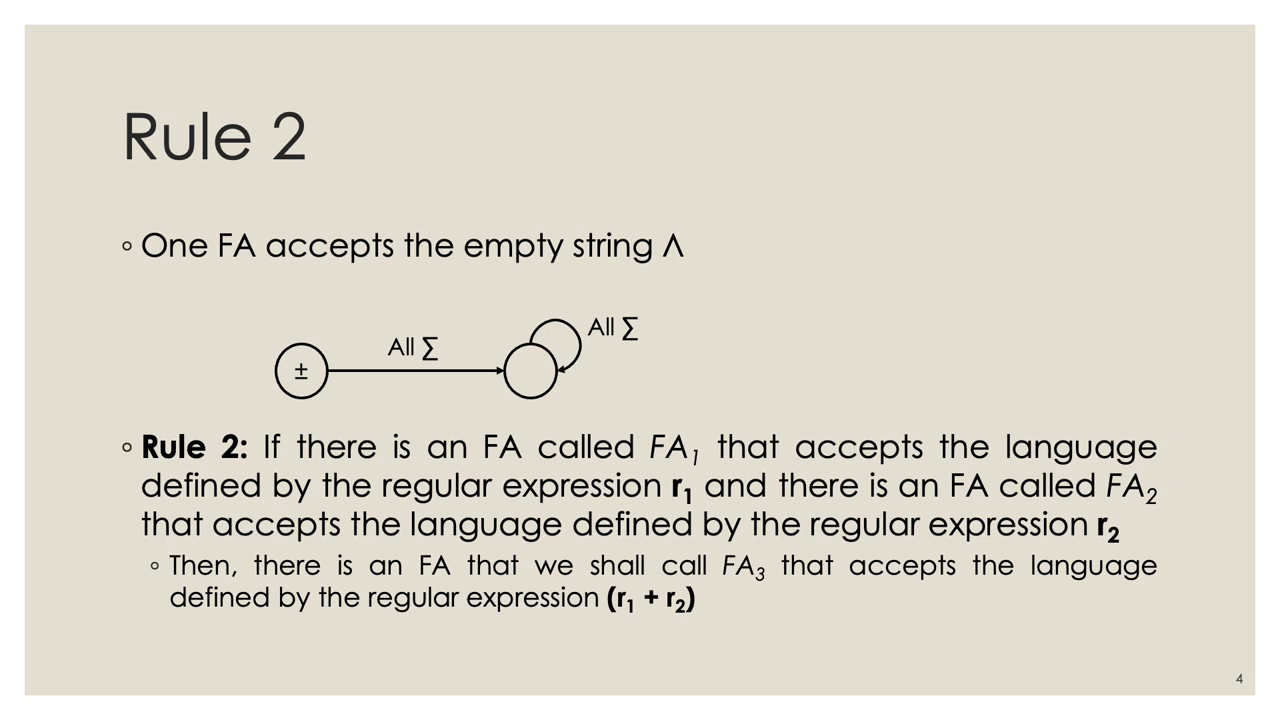 Rule 2
◦ One FA accepts the empty string Λ
All ∑
All ∑
±
◦ Rule 2: If there is an FA called FA₁ that accepts the language
defined by the regular expression r₁ and there is an FA called FA₂
that accepts the language defined by the regular expression r₂
◦ Then, there is an FA that we shall call FA₃ that accepts the language
defined by the regular expression (r₁ + r₂)
4